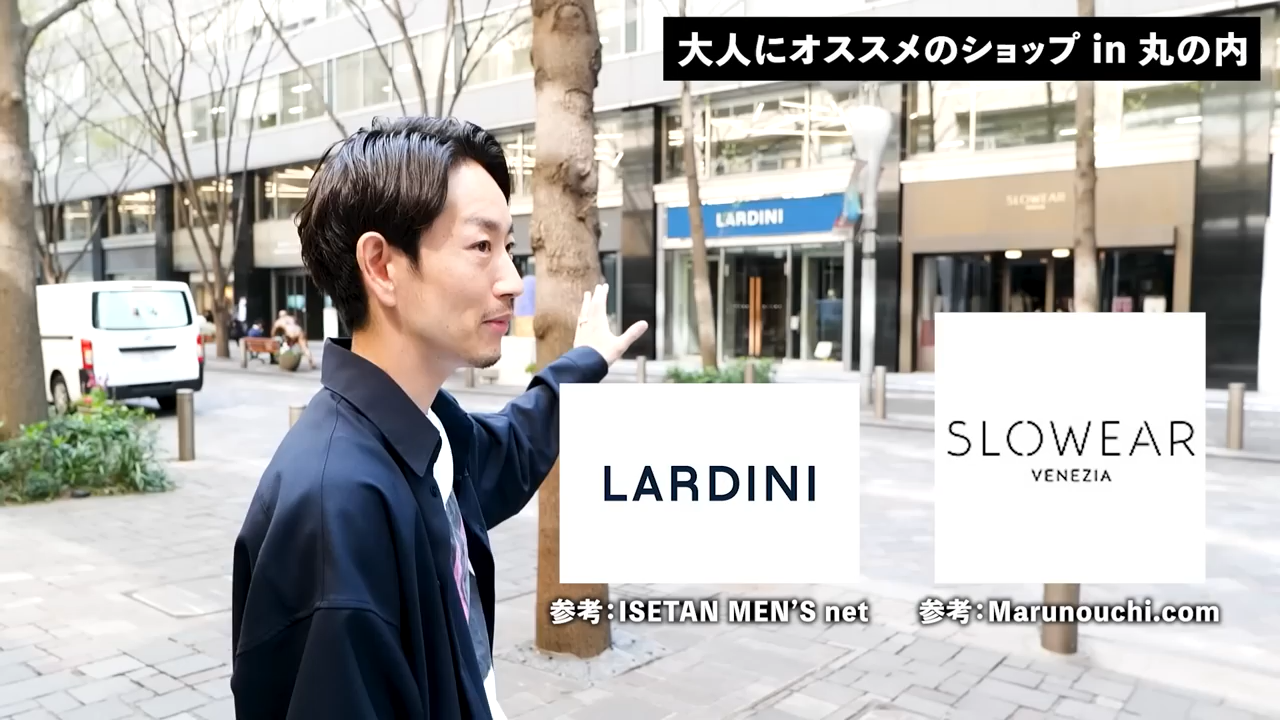 大人にオススメのショップ in 丸の内
LARDINI
SLOWEAR
LARDINI
SLOWEAR
VENEZIA
参考：ISETAN MEN'S net
参考：Marunouchi.com